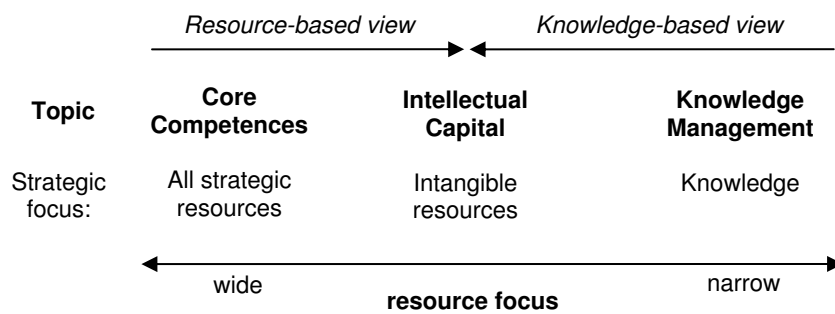 Resource-based view Knowledge-based view
Topic Core Competences Intellectual Capital Knowledge Management
Strategic focus: All strategic resources Intangible resources Knowledge
wide narrow
resource focus